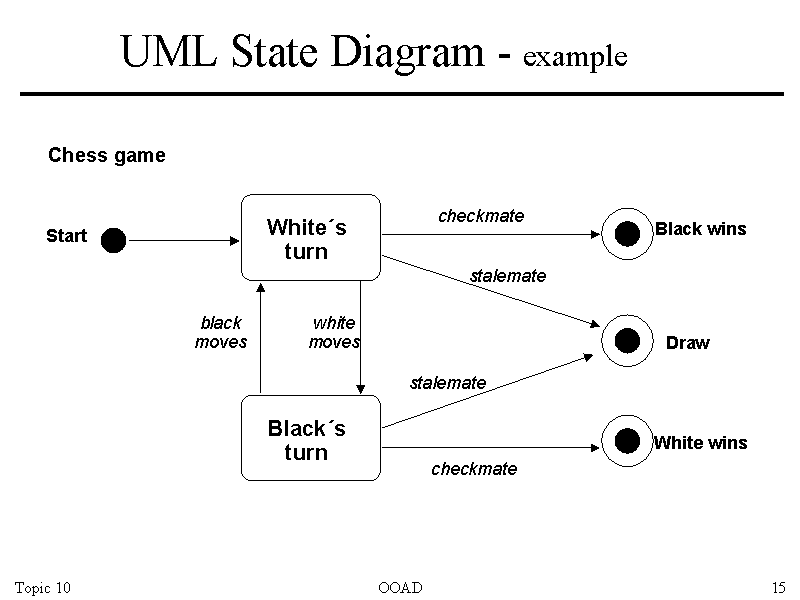 UML State Diagram - example
Chess game
Start
White´s
turn
checkmate
Black wins
stalemate
black
moves
white
moves
Draw
stalemate
Black´s
turn
White wins
checkmate
Topic 10
OOAD
15